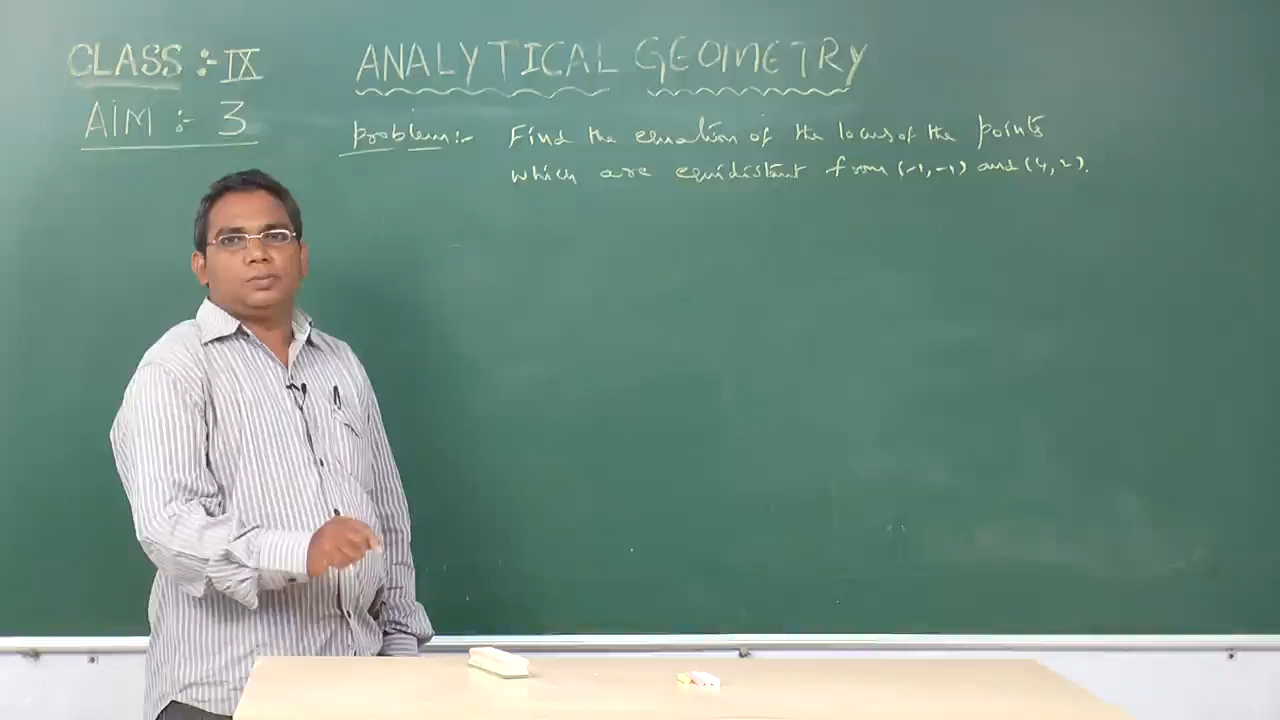 CLASS :- IX
ANALYTICAL GEOMETRY
AIM :- 3
Problem:- Find the equation of the locus of the points
which are equidistant from (-1,-1) and (4,2).